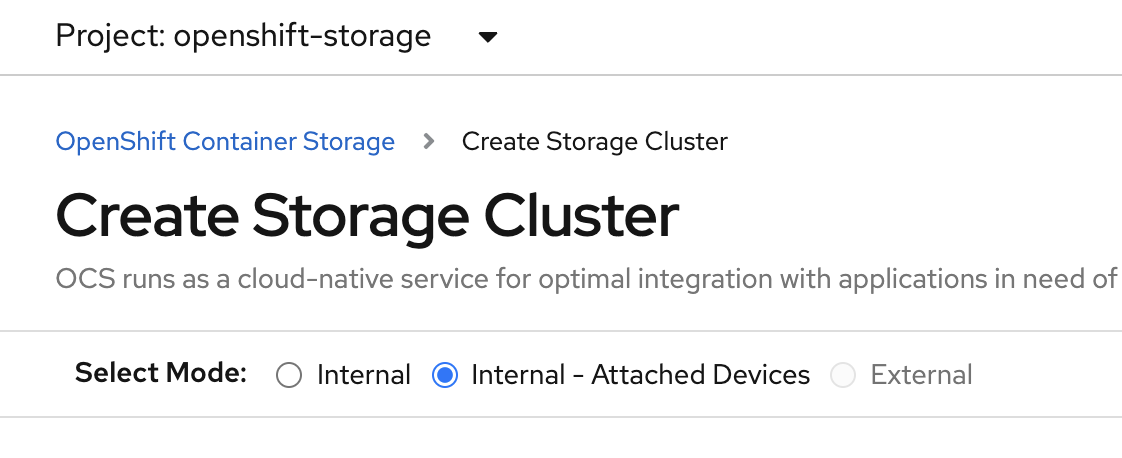 Project: openshift-storage
OpenShift Container Storage > Create Storage Cluster
Create Storage Cluster
OCS runs as a cloud-native service for optimal integration with applications in need of
Select Mode: Internal Internal - Attached Devices External